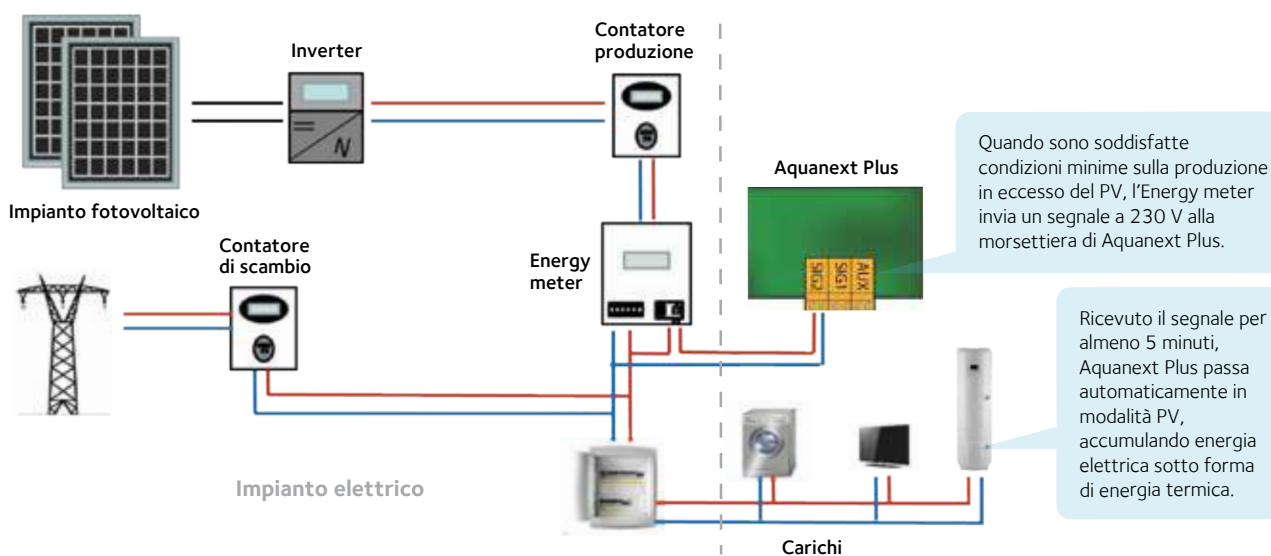 Contatore
produzione
Inverter
Impianto fotovoltaico
Contatore
di scambio
Energy
meter
Aquanext Plus
SIG2
SIG1
AUX
Quando sono soddisfatte
condizioni minime sulla produzione
in eccesso del PV, l'Energy meter
invia un segnale a 230 V alla
morsettiera di Aquanext Plus.
Ricevuto il segnale per
almeno 5 minuti,
Aquanext Plus passa
automaticamente in
modalità PV,
accumulando energia
elettrica sotto forma
di energia termica.
Impianto elettrico
Carichi
N